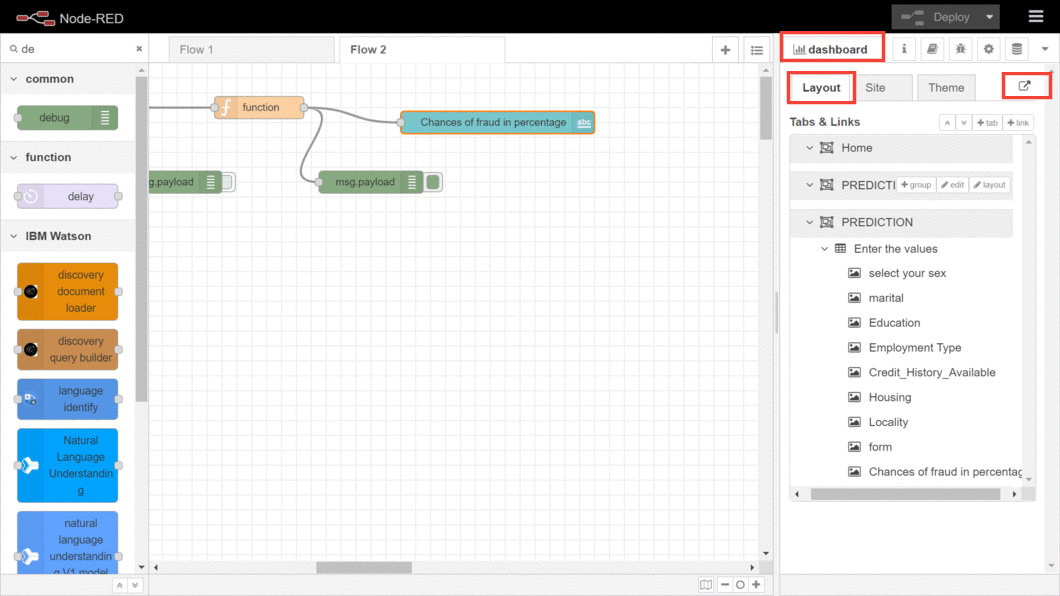 Node-RED
Deploy
de
Flow 1
Flow 2
dashboard
i
common
debug
function
delay
IBM Watson
discovery
document
loader
discovery
query builder
language
identify
Natural
Language
Understandin
g
natural
language
understandin
g V1 model
function
Chances of fraud in percentage
abc
g.payload
msg.payload
Layout
Site
Theme
Tabs & Links
tab
link
Home
PREDICTI
group
edit
layout
PREDICTION
Enter the values
select your sex
marital
Education
Employment Type
Credit_History_Available
Housing
Locality
form
Chances of fraud in percentag